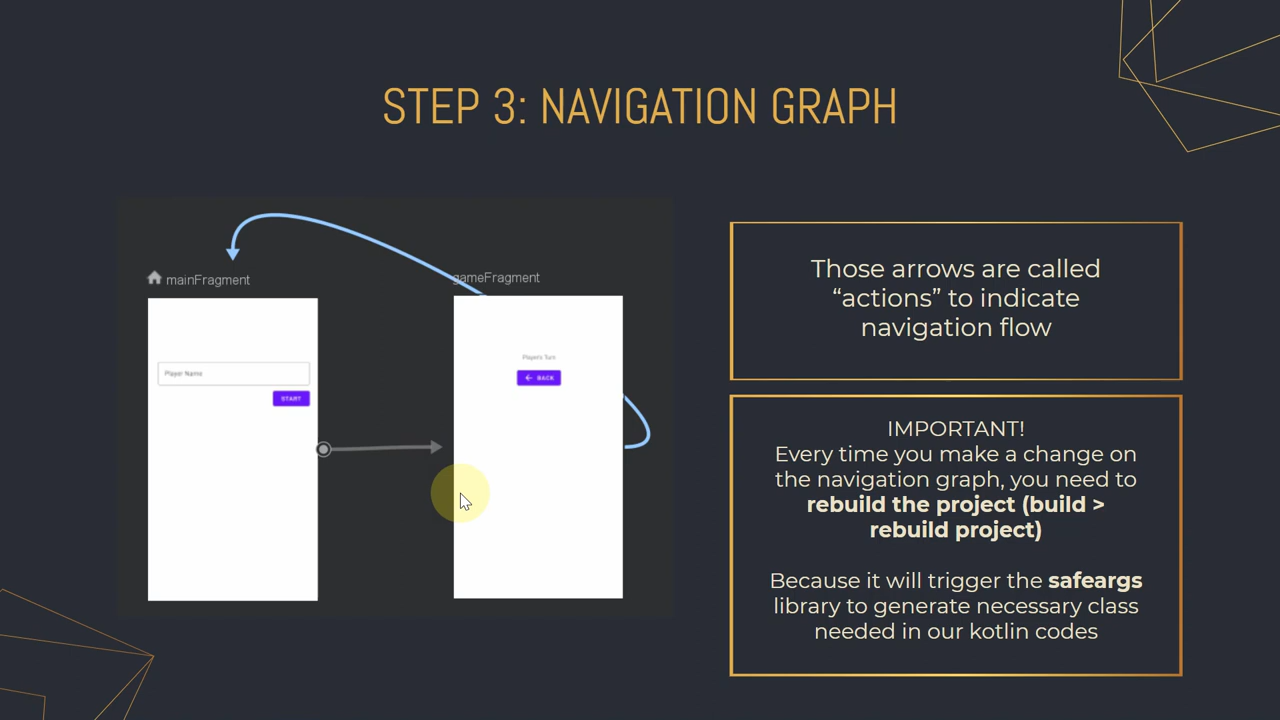 STEP 3: NAVIGATION GRAPH
mainFragment
gameFragment
Player Name
START
Player's Turn
BACK
Those arrows are called
“actions” to indicate
navigation flow
IMPORTANT!
Every time you make a change on
the navigation graph, you need to
rebuild the project (build >
rebuild project)
Because it will trigger the safeargs
library to generate necessary class
needed in our kotlin codes